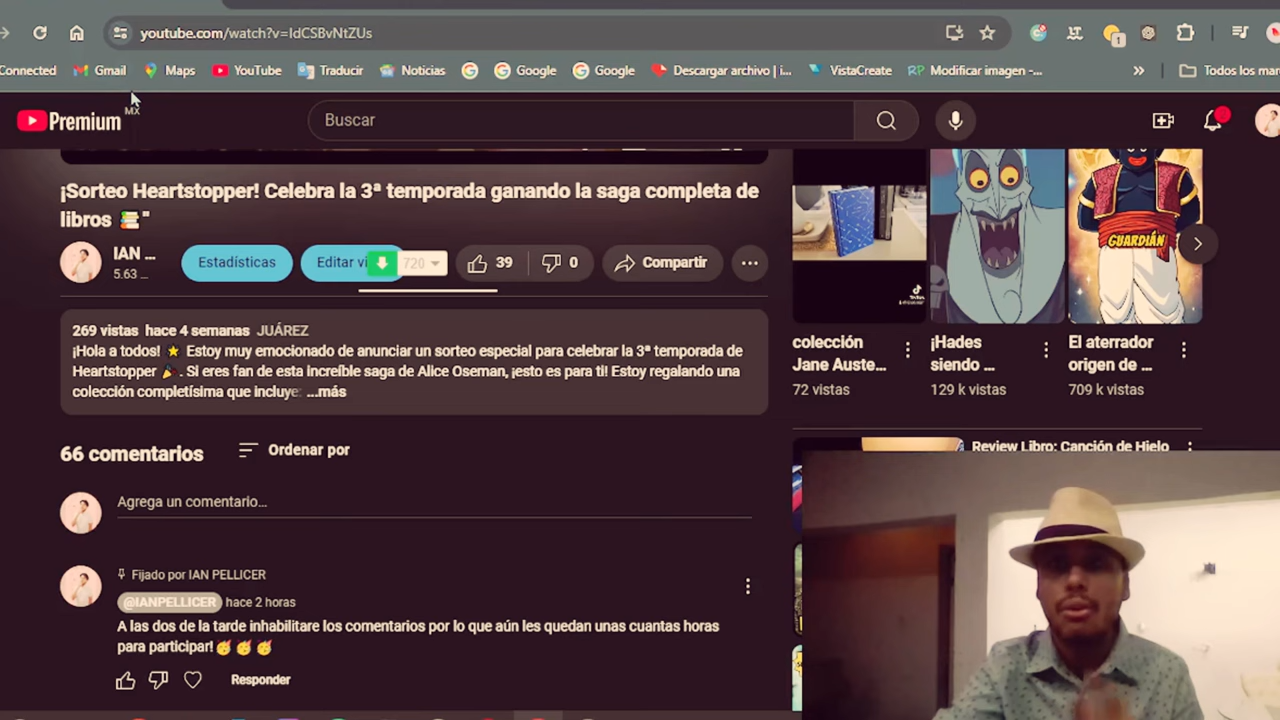 youtube.com/watch?v=IdCSBvNtZUs
Connected Gmail Maps YouTube Traducir Noticias Google Google Descargar archivo | i... VistaCreate Modificar imagen -... Todos los mar
Premium MX
Buscar
¡Sorteo Heartstopper! Celebra la 3ª temporada ganando la saga completa de
libros 📚"
IAN ...
5.63 ...
Estadísticas
Editar vi
720
39
0
Compartir
269 vistas hace 4 semanas JUÁREZ
¡Hola a todos! 🌟 Estoy muy emocionado de anunciar un sorteo especial para celebrar la 3ª temporada de
Heartstopper 🎉. Si eres fan de esta increíble saga de Alice Oseman, ¡esto es para ti! Estoy regalando una
colección completísima que incluye: ...más
66 comentarios
Ordenar por
Agrega un comentario...
Fijado por IAN PELLICER
@IANPELLICER hace 2 horas
A las dos de la tarde inhabilitare los comentarios por lo que aún les quedan unas cuantas horas
para participar! 🥳 🥳 🥳
Responder
GUARDIÁN
colección
Jane Auste...
72 vistas
¡Hades
siendo ...
129 k vistas
El aterrador
origen de ...
709 k vistas
Review Libro: Canción de Hielo